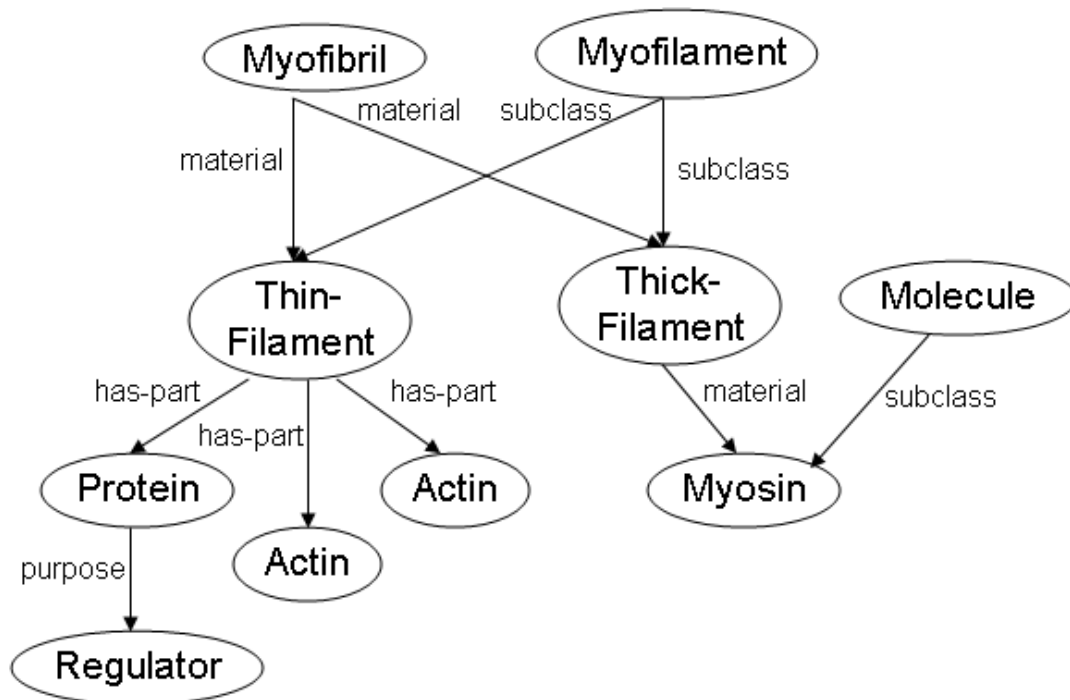 Myofibril
Myofilament
material
subclass
material
subclass
Thin-
Filament
Thick-
Filament
Molecule
has-part
has-part
has-part
material
subclass
Protein
Actin
Myosin
Actin
purpose
Regulator